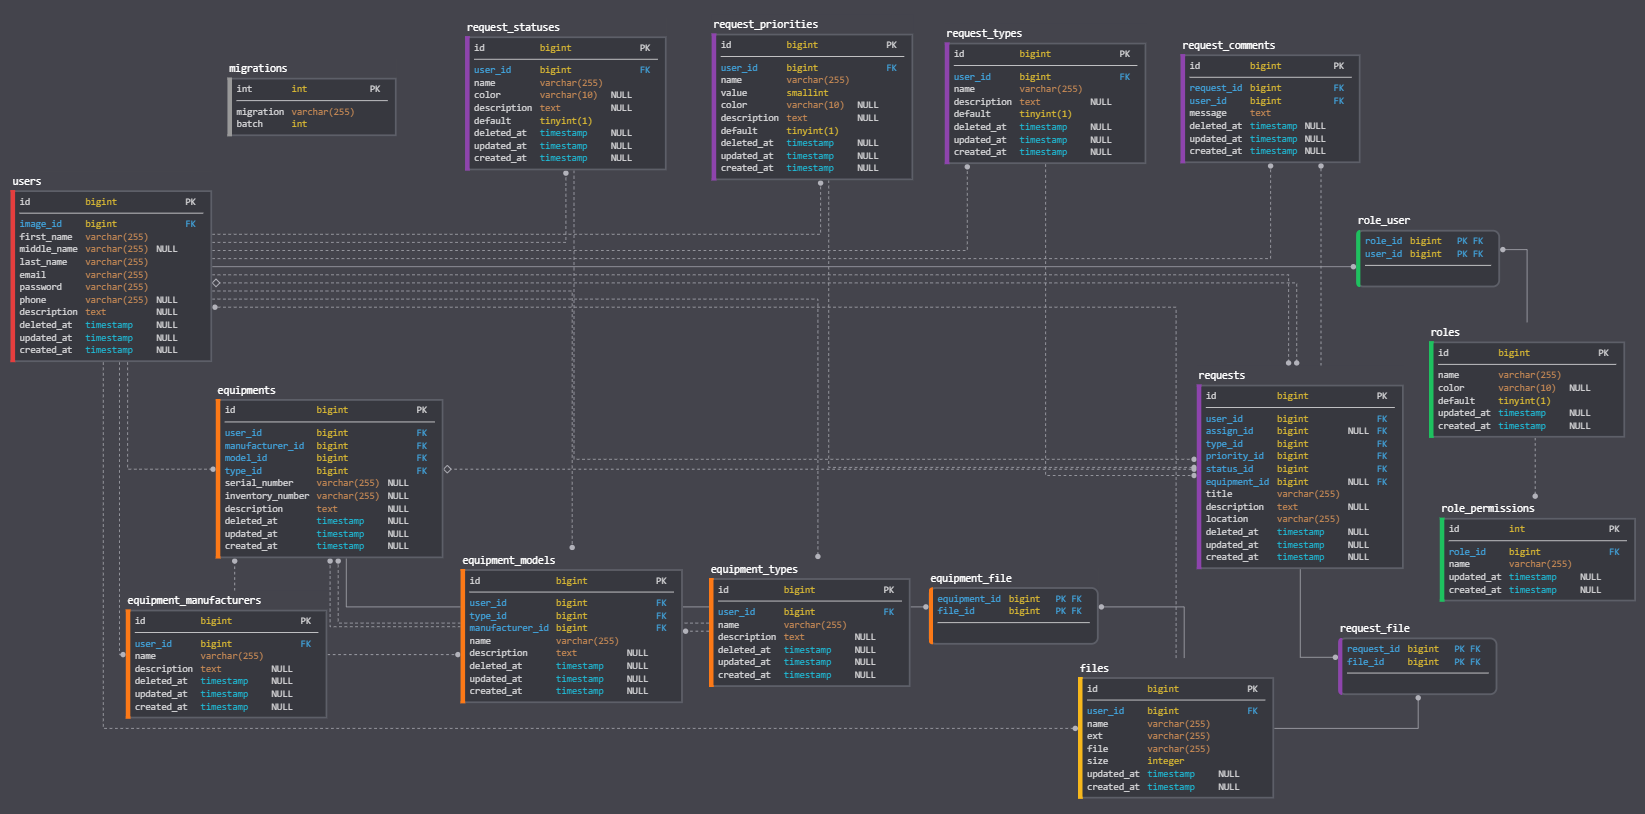 migrations
int int PK
migration varchar(255)
batch int
request_statuses
id bigint PK
user_id bigint FK
name varchar(255)
color varchar(10) NULL
description text NULL
default tinyint(1)
deleted_at timestamp NULL
updated_at timestamp NULL
created_at timestamp NULL
request_priorities
id bigint PK
user_id bigint FK
name varchar(255)
value smallint
color varchar(10) NULL
description text NULL
default tinyint(1)
deleted_at timestamp NULL
updated_at timestamp NULL
created_at timestamp NULL
request_types
id bigint PK
user_id bigint FK
name varchar(255)
description text NULL
default tinyint(1)
deleted_at timestamp NULL
updated_at timestamp NULL
created_at timestamp NULL
request_comments
id bigint PK
request_id bigint FK
user_id bigint FK
message text
deleted_at timestamp NULL
updated_at timestamp NULL
created_at timestamp NULL
users
id bigint PK
image_id bigint FK
first_name varchar(255)
middle_name varchar(255) NULL
last_name varchar(255)
email varchar(255)
password varchar(255)
phone varchar(255) NULL
description text NULL
deleted_at timestamp NULL
updated_at timestamp NULL
created_at timestamp NULL
role_user
role_id bigint PK FK
user_id bigint PK FK
roles
id bigint PK
name varchar(255)
color varchar(10) NULL
default tinyint(1)
updated_at timestamp NULL
created_at timestamp NULL
equipments
id bigint PK
user_id bigint FK
manufacturer_id bigint FK
model_id bigint FK
type_id bigint FK
serial_number varchar(255) NULL
inventory_number varchar(255) NULL
description text NULL
deleted_at timestamp NULL
updated_at timestamp NULL
created_at timestamp NULL
requests
id bigint PK
user_id bigint FK
assign_id bigint NULL FK
type_id bigint FK
priority_id bigint FK
status_id bigint FK
equipment_id bigint NULL FK
title varchar(255)
description text NULL
location varchar(255)
deleted_at timestamp NULL
updated_at timestamp NULL
created_at timestamp NULL
role_permissions
id int PK
role_id bigint FK
name varchar(255)
updated_at timestamp NULL
created_at timestamp NULL
equipment_manufacturers
id bigint PK
user_id bigint FK
name varchar(255)
description text NULL
deleted_at timestamp NULL
updated_at timestamp NULL
created_at timestamp NULL
equipment_models
id bigint PK
user_id bigint FK
type_id bigint FK
manufacturer_id bigint FK
name varchar(255)
description text NULL
deleted_at timestamp NULL
updated_at timestamp NULL
created_at timestamp NULL
equipment_types
id bigint PK
user_id bigint FK
name varchar(255)
description text NULL
deleted_at timestamp NULL
updated_at timestamp NULL
created_at timestamp NULL
equipment_file
equipment_id bigint PK FK
file_id bigint PK FK
files
id bigint PK
user_id bigint FK
name varchar(255)
ext varchar(255)
file varchar(255)
size integer
updated_at timestamp NULL
created_at timestamp NULL
request_file
request_id bigint PK FK
file_id bigint PK FK